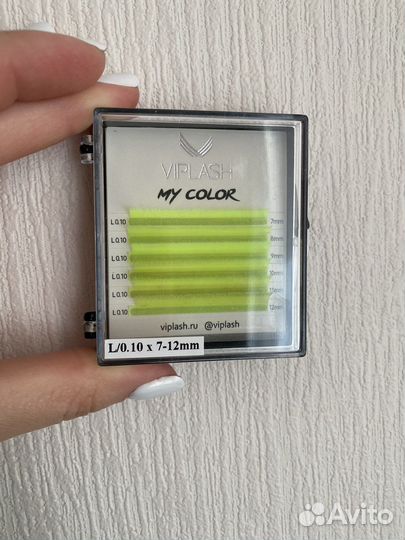 VIPLASH
MY COLOR
L 0.10 7mm
L 0.10 8mm
L 0.10 9mm
L 0.10 10mm
L 0.10 11mm
L 0.10 12mm
viplash.ru @viplash
L/0.10 x 7-12mm
Avito